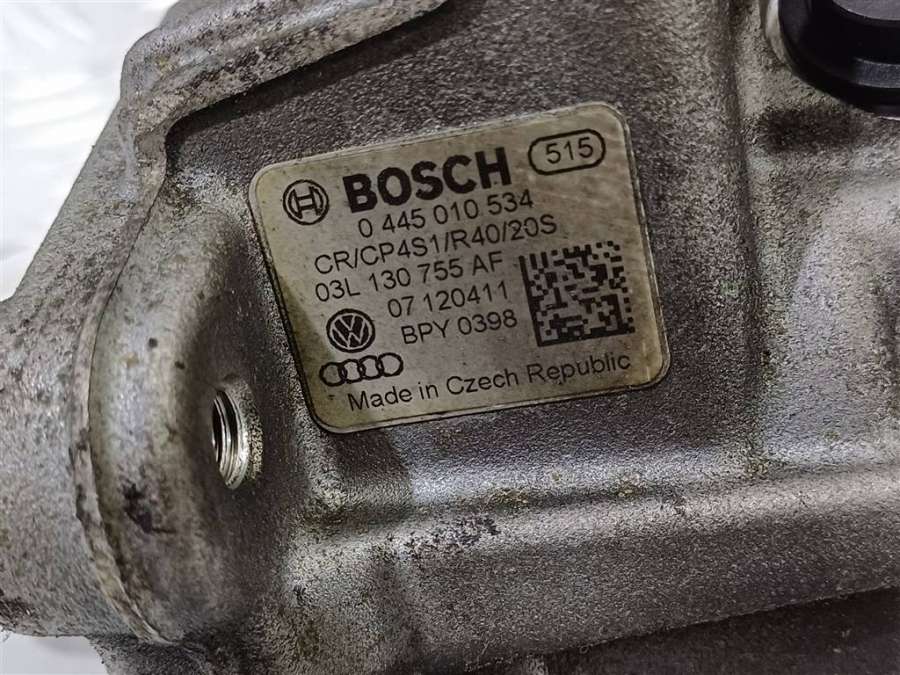 BOSCH 515
0 445 010 534
CR/CP4S1/R40/20S
03L 130 755 AF
07 120411
BPY 0398
Made in Czech Republic